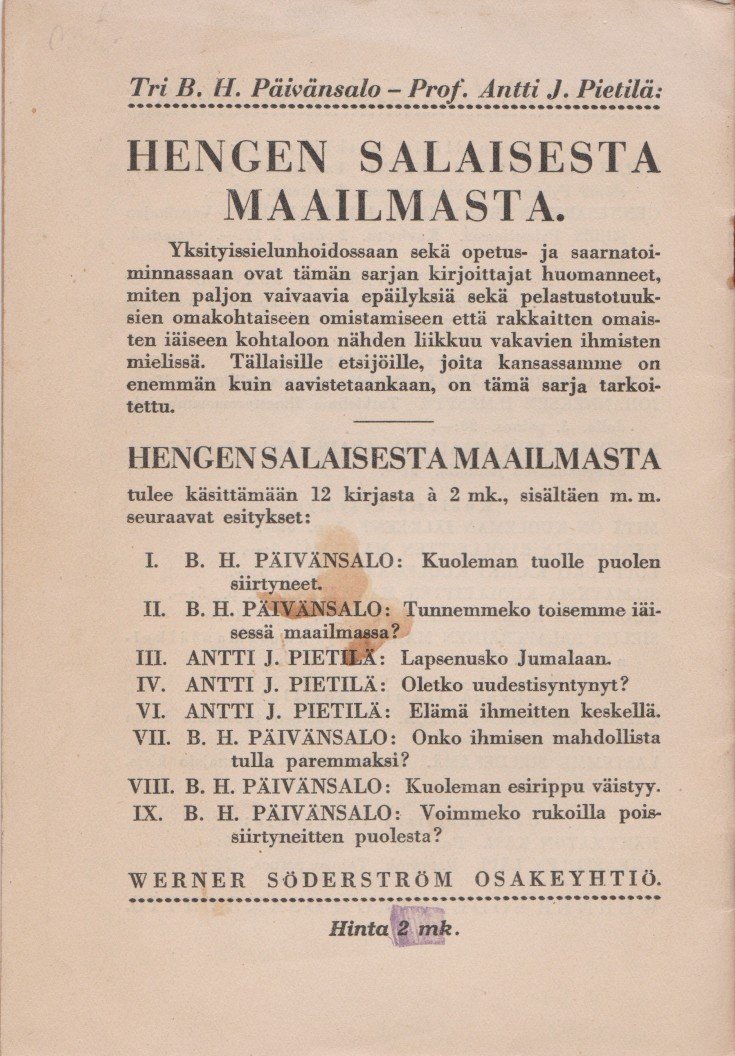 Tri B. H. Päivänsalo – Prof. Antti J. Pietilä:
HENGEN SALAISESTA
MAAILMASTA.
Yksityissielunhoidossaan sekä opetus- ja saarnatoi-
minnassaan ovat tämän sarjan kirjoittajat huomanneet,
miten paljon vaivaavia epäilyksiä sekä pelastustotuuk-
sien omakohtaiseen omistamiseen että rakkaitten omais-
ten iäiseen kohtaloon nähden liikkuu vakavien ihmisten
mielissä. Tällaisille etsijöille, joita kansassamme on
enemmän kuin aavistetaankaan, on tämä sarja tarkoi-
tettu.
HENGEN SALAISESTA MAAILMASTA
tulee käsittämään 12 kirjasta à 2 mk., sisältäen m. m.
seuraavat esitykset:
I. B. H. PÄIVÄNSALO: Kuoleman tuolle puolen
siirtyneet.
II. B. H. PÄIVÄNSALO: Tunnemmeko toisemme iäi-
sessä maailmassa?
III. ANTTI J. PIETILÄ: Lapsenusko Jumalaan.
IV. ANTTI J. PIETILÄ: Oletko uudestisyntynyt?
VI. ANTTI J. PIETILÄ: Elämä ihmeitten keskellä.
VII. B. H. PÄIVÄNSALO: Onko ihmisen mahdollista
tulla paremmaksi?
VIII. B. H. PÄIVÄNSALO: Kuoleman esirippu väistyy.
IX. B. H. PÄIVÄNSALO: Voimmeko rukoilla pois-
siirtyneitten puolesta?
WERNER SÖDERSTRÖM OSAKEYHTIÖ.
Hinta 2 mk.